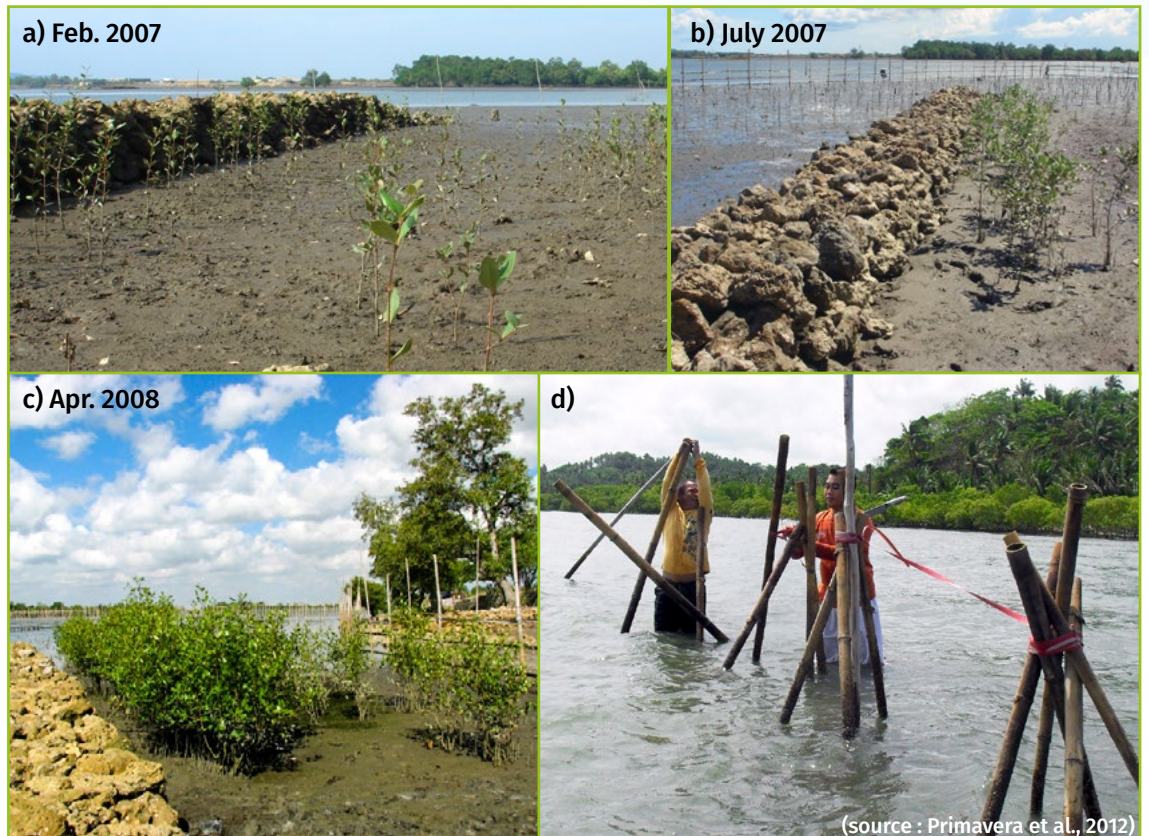 a) Feb. 2007
b) July 2007
c) Apr. 2008
d)
(source : Primavera et al., 2012)